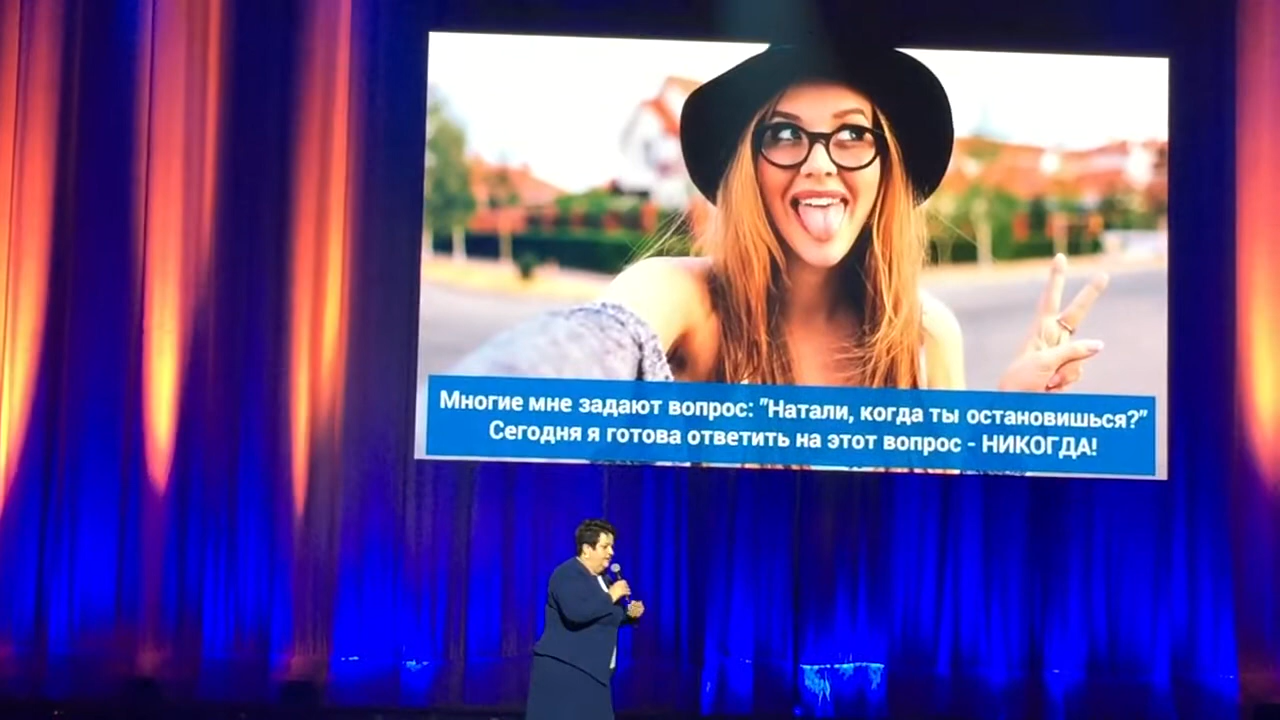 Многие мне задают вопрос: "Натали, когда ты остановишься?"
Сегодня я готова ответить на этот вопрос - НИКОГДА!